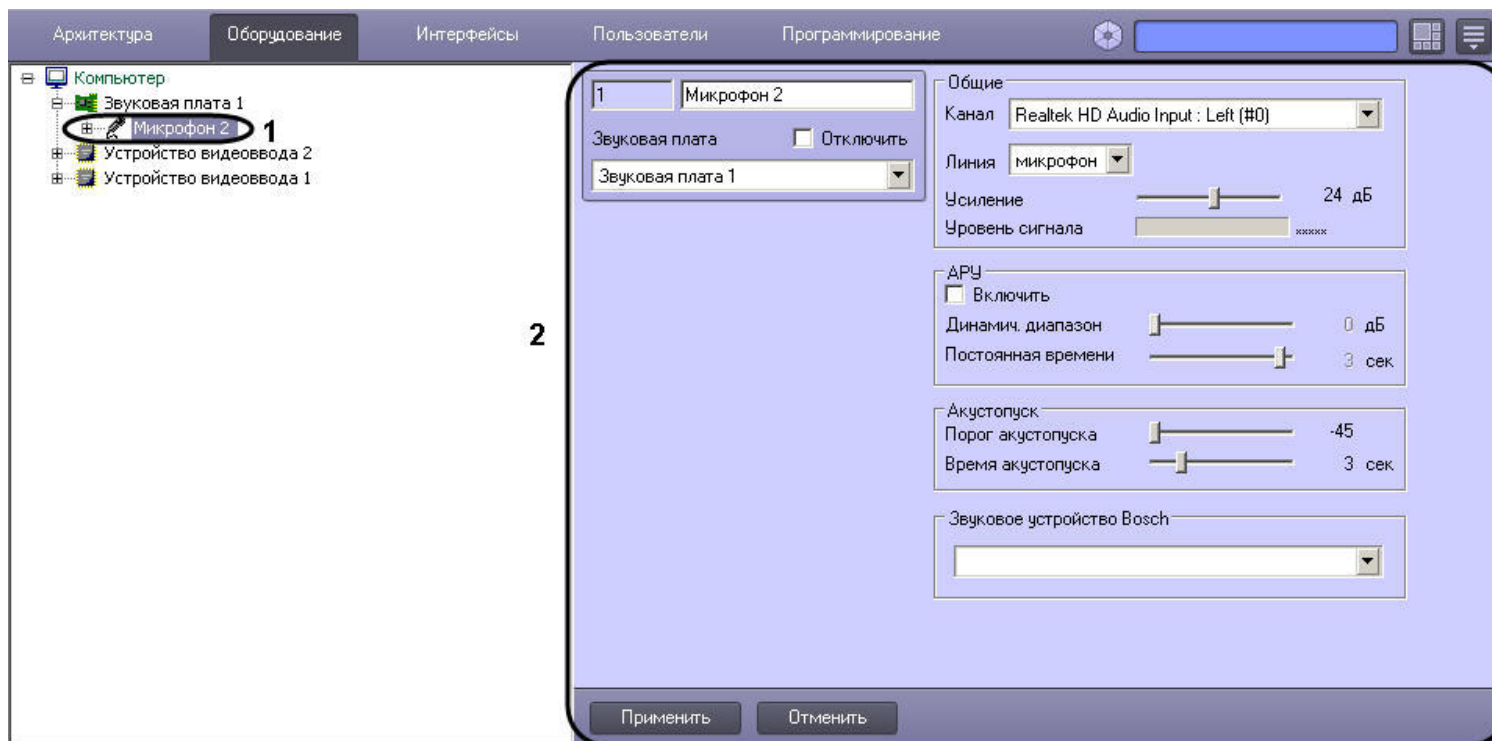 Архитектура Оборудование Интерфейсы Пользователи Программирование
Компьютер
Звуковая плата 1
Микрофон 2 1
Устройство видеоввода 2
Устройство видеоввода 1
2
1 Микрофон 2
Звуковая плата Отключить
Звуковая плата 1
Общие
Канал Realtek HD Audio Input : Left (#0)
Линия микрофон
Усиление 24 дБ
Уровень сигнала xxxxx
АРУ
Включить
Динамич. диапазон 0 дБ
Постоянная времени 3 сек
Акустопуск
Порог акустопуска -45
Время акустопуска 3 сек
Звуковое устройство Bosch
Применить Отменить